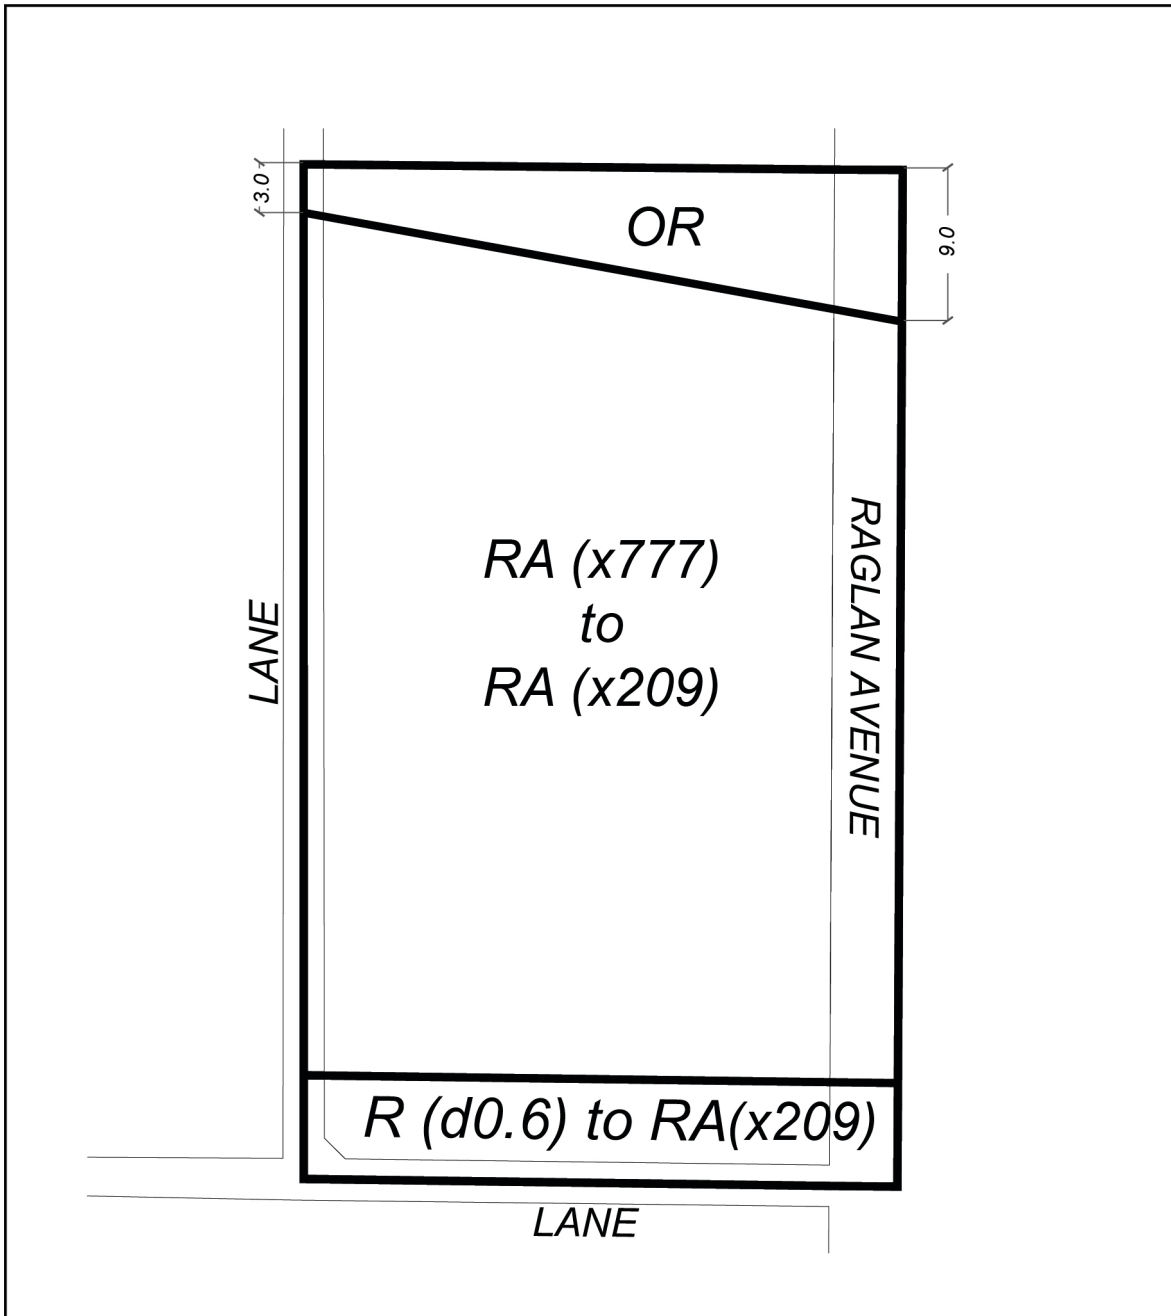 3.0
OR
9.0
RA (x777)
to
RA (x209)
LANE
RAGLAN AVENUE
R (d0.6) to RA(x209)
LANE